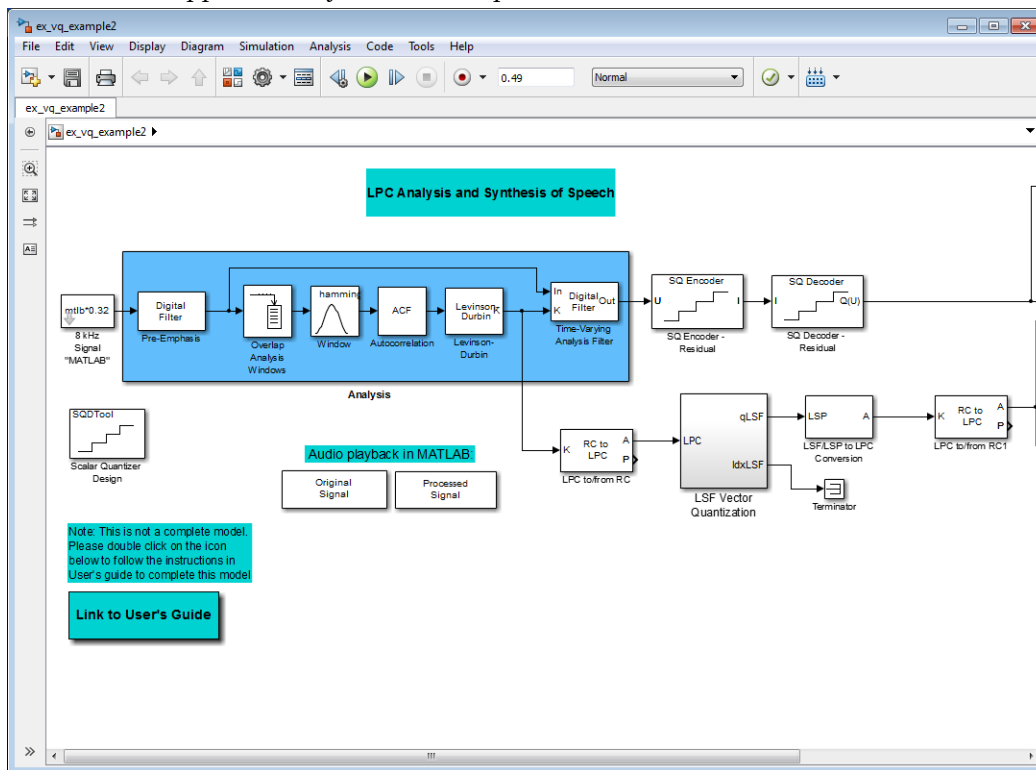 ex_vq_example2
File Edit View Display Diagram Simulation Analysis Code Tools Help
0.49
Normal
ex_vq_example2
ex_vq_example2
LPC Analysis and Synthesis of Speech
mtlb*0.32
8 kHz
Signal
"MATLAB"
Digital
Filter
Pre-Emphasis
Overlap
Analysis
Windows
hamming
Window
ACF
Autocorrelation
Levinson
Durbin
K
Levinson-
Durbin
In
K
Digital
Filter
Out
Time-Varying
Analysis Filter
Analysis
SQ Encoder
U
I
SQ Encoder -
Residual
SQ Decoder
I
Q(U)
SQ Decoder -
Residual
SQDTool
Scalar Quantizer
Design
Audio playback in MATLAB:
Original
Signal
Processed
Signal
K
RC to
LPC
A
P
LPC to/from RC
LPC
qLSF
IdxLSF
LSF Vector
Quantization
LSP
A
LSF/LSP to LPC
Conversion
Terminator
K
RC to
LPC
A
P
LPC to/from RC1
Note: This is not a complete model.
Please double click on the icon
below to follow the instructions in
User's guide to complete this model
Link to User's Guide